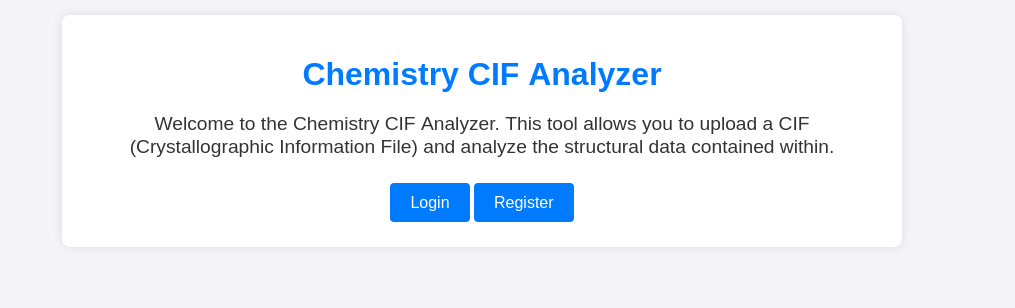 Chemistry CIF Analyzer
Welcome to the Chemistry CIF Analyzer. This tool allows you to upload a CIF
(Crystallographic Information File) and analyze the structural data contained within.
Login Register